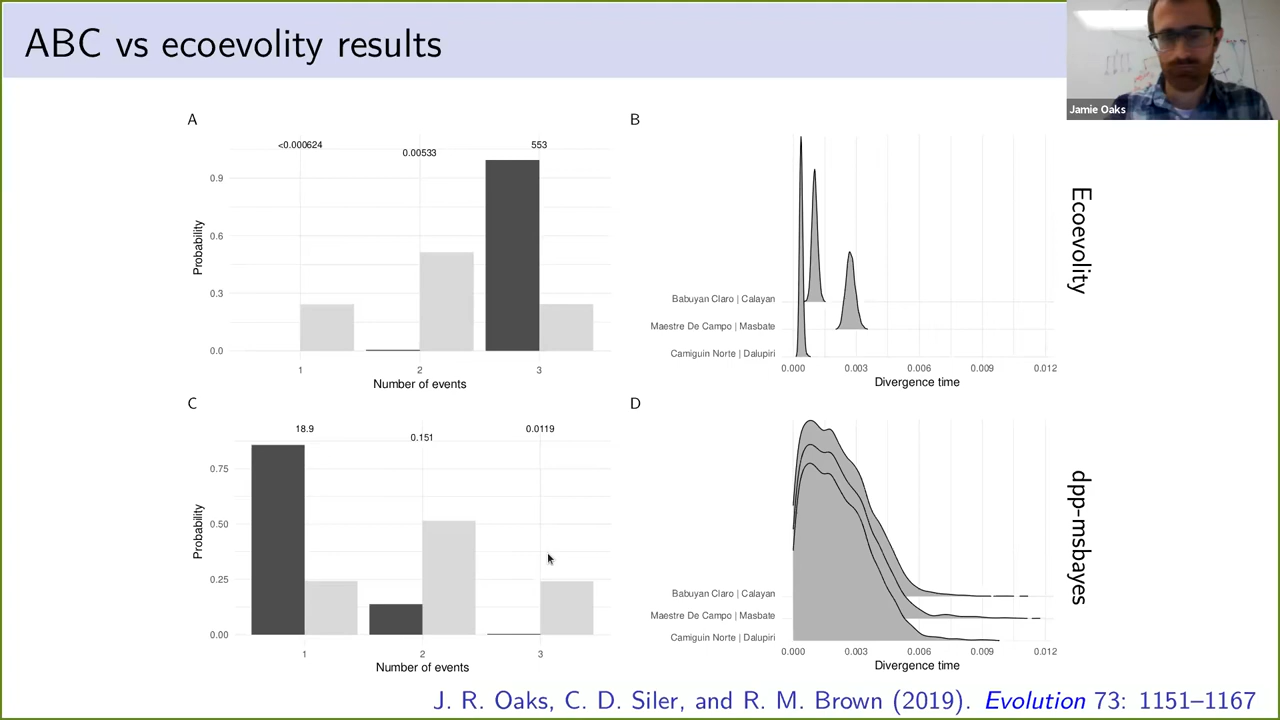 ABC vs ecoevolity results
Jamie Oaks
A
<0.000624
0.00533
553
0.9
0.6
0.3
0.0
Probability
1
2
3
Number of events
B
Babuyan Claro | Calayan
Maestre De Campo | Masbate
Camiguin Norte | Dalupiri
0.000
0.003
0.006
0.009
0.012
Divergence time
Ecoevolity
C
18.9
0.151
0.0119
0.75
0.50
0.25
0.00
Probability
1
2
3
Number of events
D
Babuyan Claro | Calayan
Maestre De Campo | Masbate
Camiguin Norte | Dalupiri
0.000
0.003
0.006
0.009
0.012
Divergence time
dpp-msbayes
J. R. Oaks, C. D. Siler, and R. M. Brown (2019). Evolution 73: 1151–1167